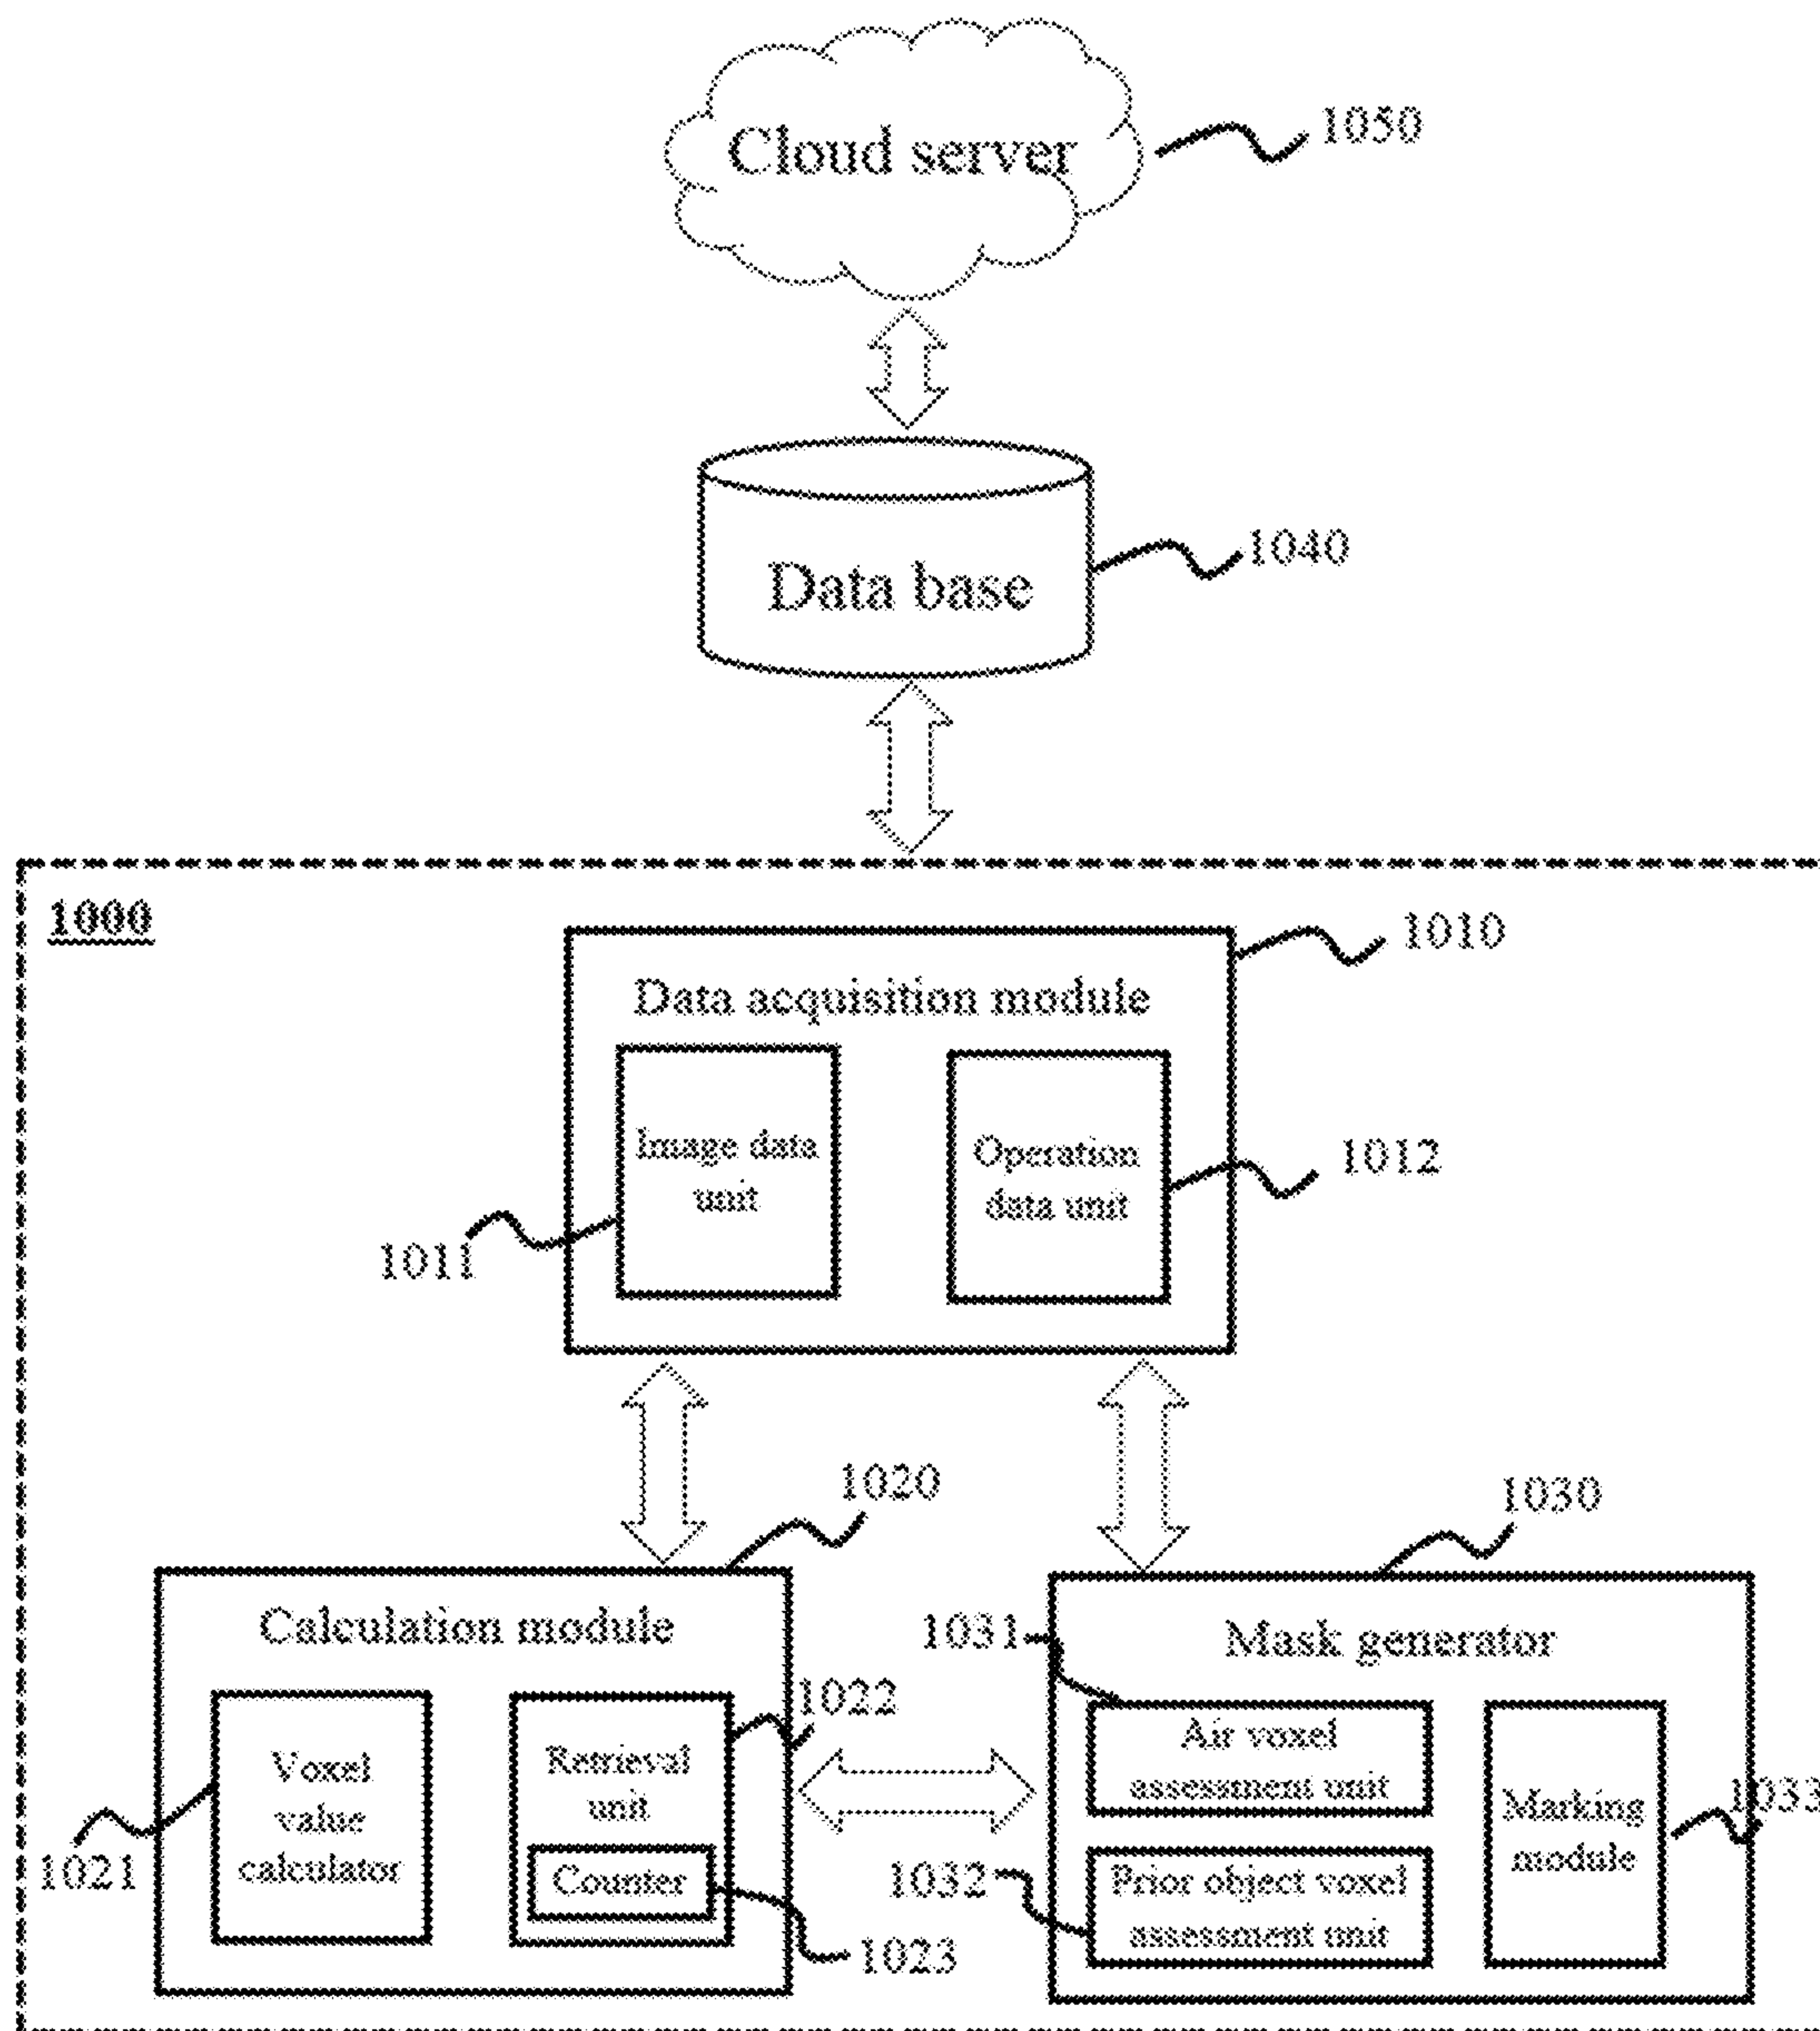 Cloud server
1050
Data base
1040
1000
1010
Data acquisition module
Image data
unit
Operation
data unit
1012
1011
1020
1030
Calculation module
1031
Mask generator
Voxel
value
calculator
Retrieval
unit
1022
Counter
Air voxel
assessment unit
Marking
module
1033
1021
1032
Prior object voxel
assessment unit
1023